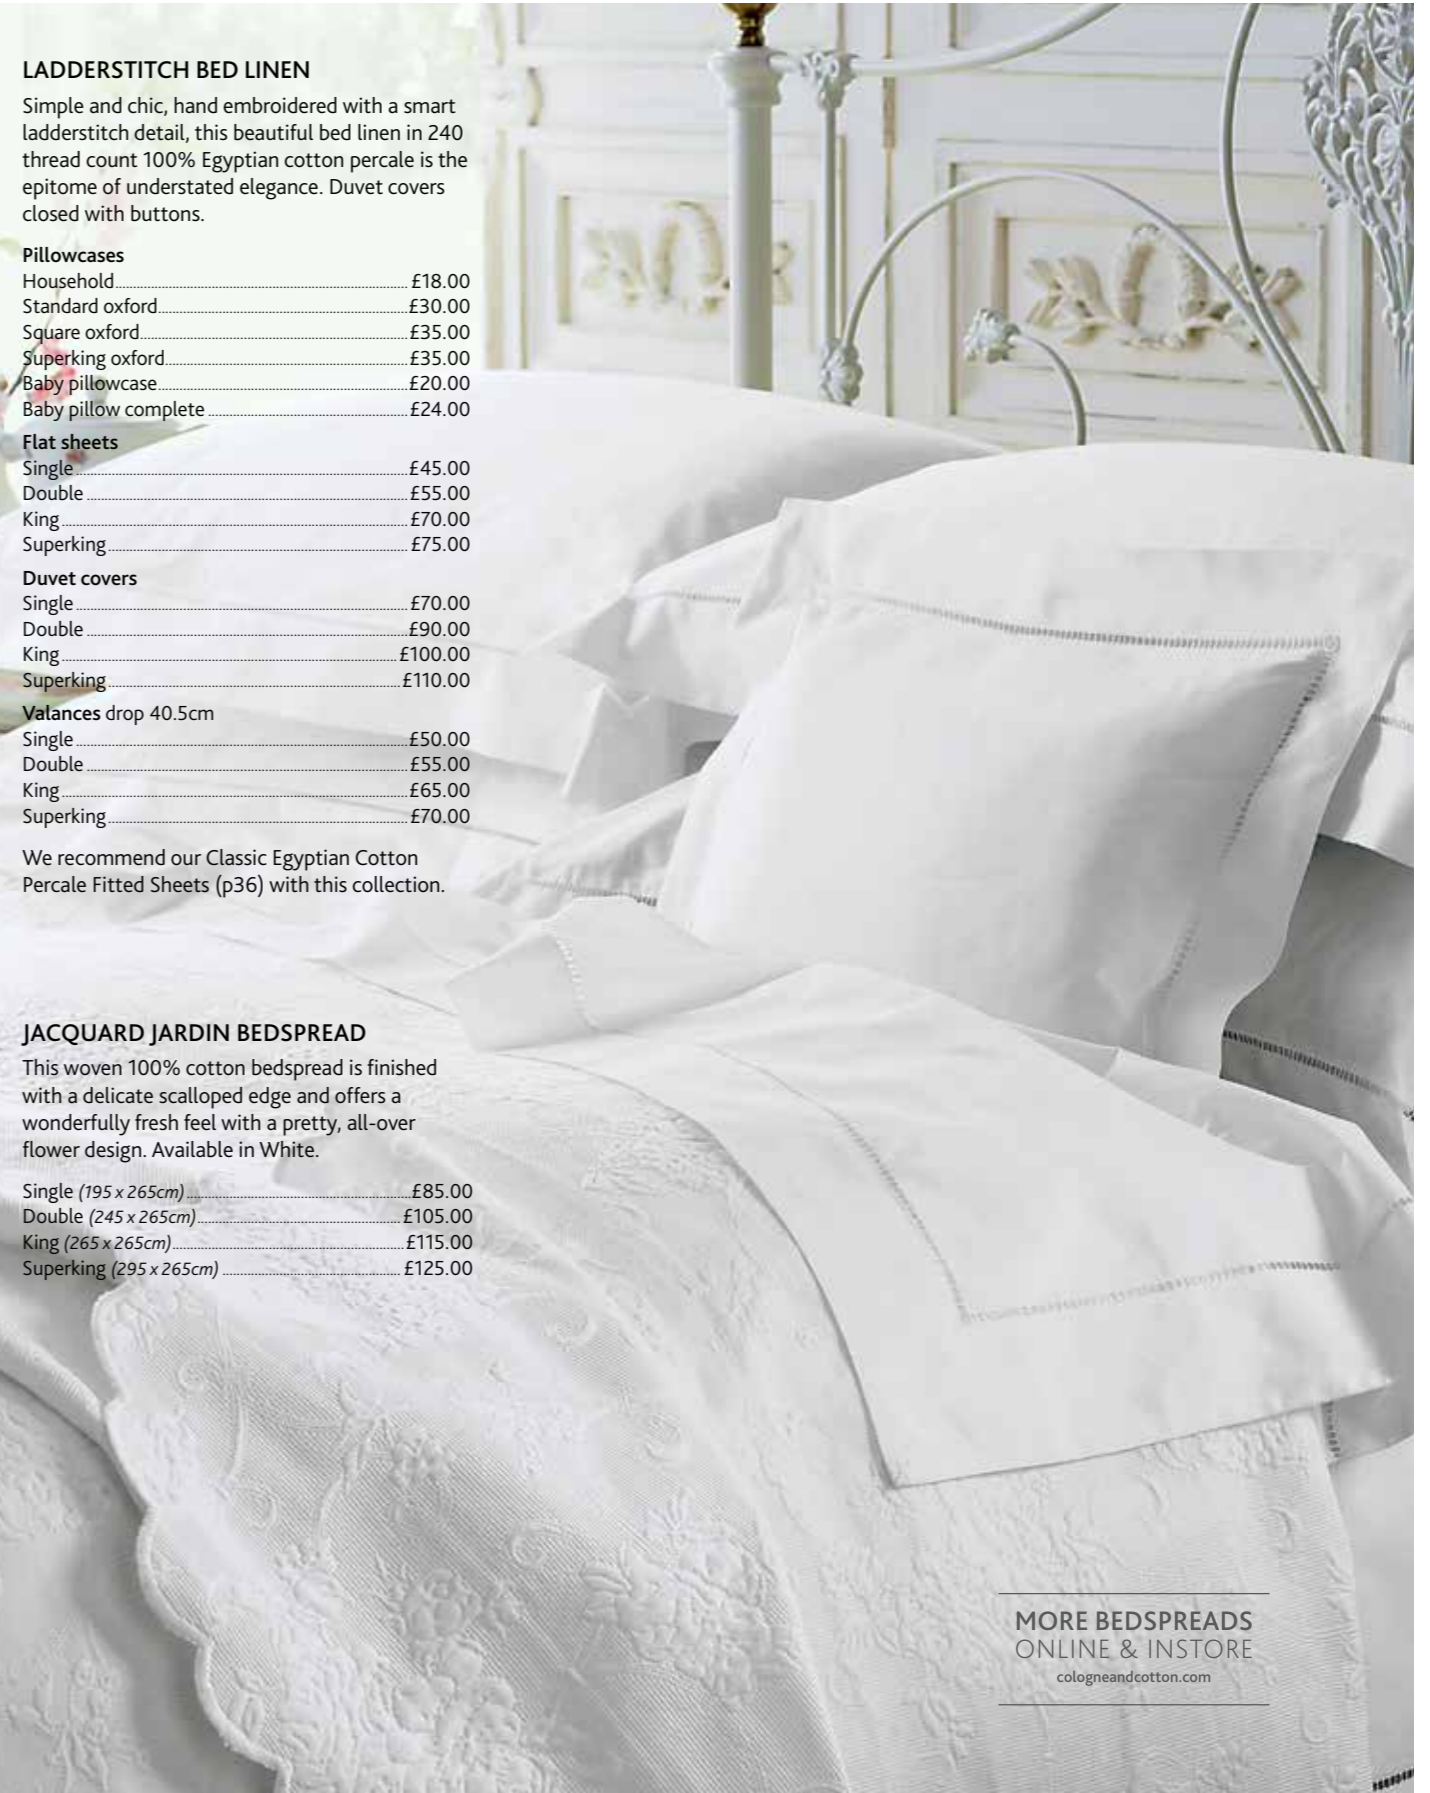 LADDERSTITCH BED LINEN
Simple and chic, hand embroidered with a smart
ladderstitch detail, this beautiful bed linen in 240
thread count 100% Egyptian cotton percale is the
epitome of understated elegance. Duvet covers
closed with buttons.
Pillowcases
Household £18.00
Standard oxford £30.00
Square oxford £35.00
Superking oxford £35.00
Baby pillowcase £20.00
Baby pillow complete £24.00
Flat sheets
Single £45.00
Double £55.00
King £70.00
Superking £75.00
Duvet covers
Single £70.00
Double £90.00
King £100.00
Superking £110.00
Valances drop 40.5cm
Single £50.00
Double £55.00
King £65.00
Superking £70.00
We recommend our Classic Egyptian Cotton
Percale Fitted Sheets (p36) with this collection.
JACQUARD JARDIN BEDSPREAD
This woven 100% cotton bedspread is finished
with a delicate scalloped edge and offers a
wonderfully fresh feel with a pretty, all-over
flower design. Available in White.
Single (195 x 265cm) £85.00
Double (245 x 265cm) £105.00
King (265 x 265cm) £115.00
Superking (295 x 265cm) £125.00
MORE BEDSPREADS
ONLINE & INSTORE
cologneandcotton.com